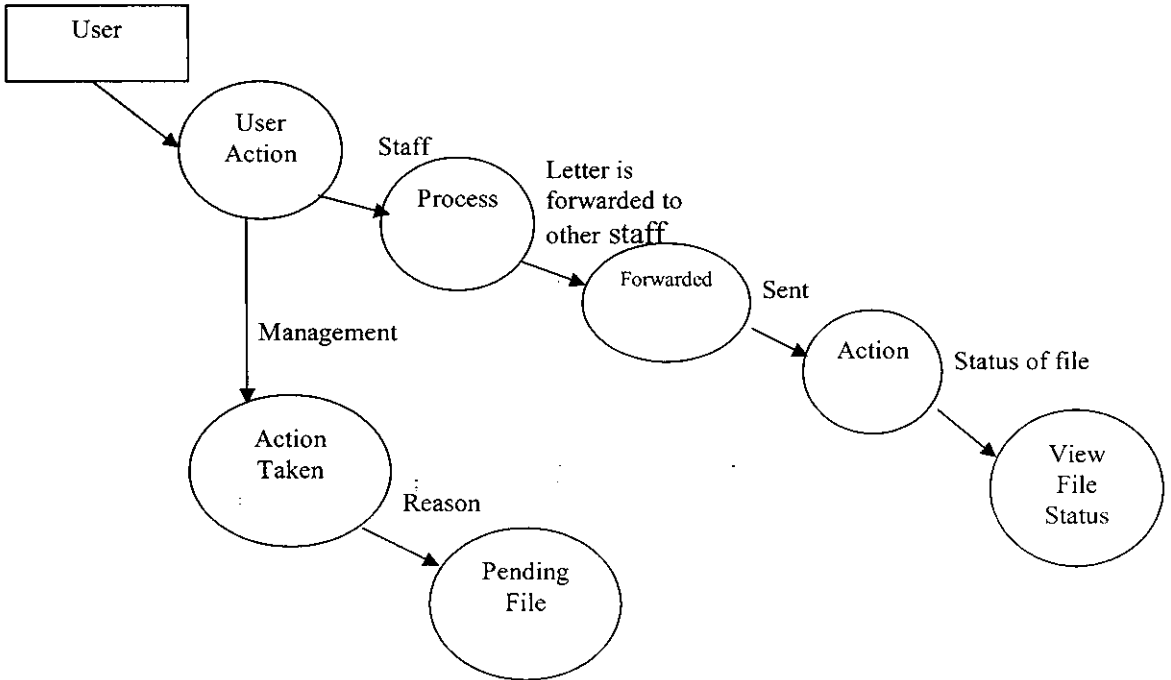 User
User
Action
Staff
Process
Letter is
forwarded to
other staff
Forwarded
Sent
Action
Status of file
View
File
Status
Management
Action
Taken
Reason
Pending
File